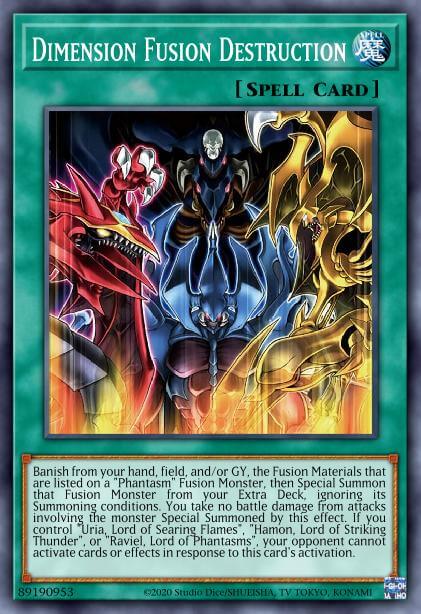 DIMENSION FUSION DESTRUCTION
SPELL
魔
[SPELL CARD]
Banish from your hand, field, and/or GY, the Fusion Materials that
are listed on a "Phantasm" Fusion Monster, then Special Summon
that Fusion Monster from your Extra Deck, ignoring its
Summoning conditions. You take no battle damage from attacks
involving the monster Special Summoned by this effect. If you
control "Uria, Lord of Searing Flames", "Hamon, Lord of Striking
Thunder", or "Raviel, Lord of Phantasms", your opponent cannot
activate cards or effects in response to this card's activation.
89190953
©2020 Studio Dice/SHUEISHA, TV TOKYO, KONAMI